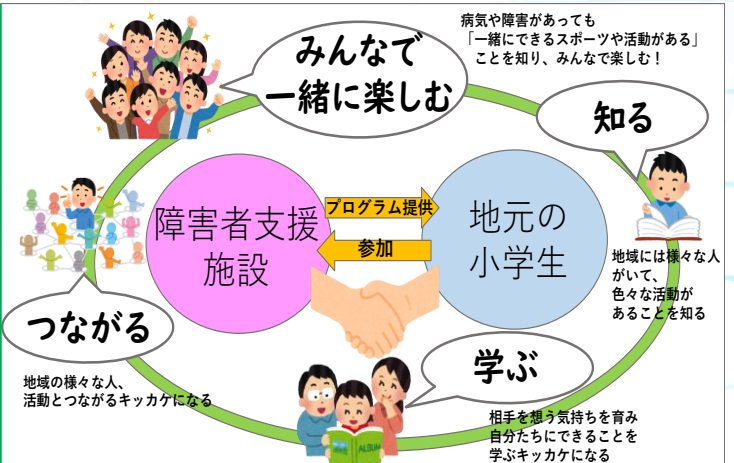 みんなで
一緒に楽しむ
病気や障害があっても
「一緒にできるスポーツや活動がある」
ことを知り、みんなで楽しむ！
知る
地域には様々な人
がいて、
色々な活動が
あることを知る
障害者支援
施設
プログラム提供
参加
地元の
小学生
つながる
地域の様々な人、
活動とつながるキッカケになる
学ぶ
相手を想う気持ちを育み
自分たちにできることを
学ぶキッカケになる
ALBUM